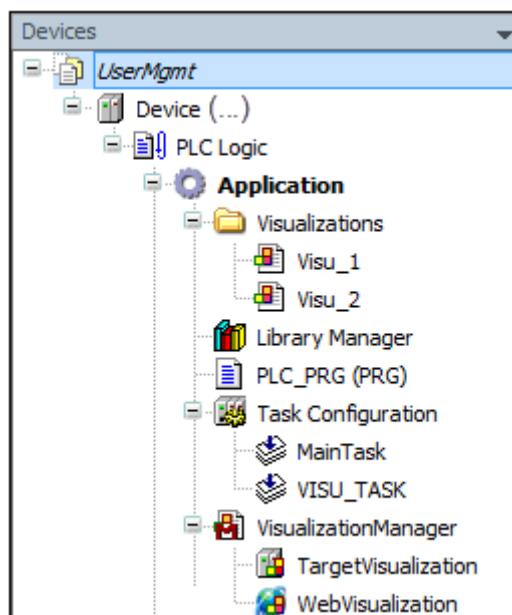 Devices
UserMgmt
Device (...)
PLC Logic
Application
Visualizations
Visu_1
Visu_2
Library Manager
PLC_PRG (PRG)
Task Configuration
MainTask
VISU_TASK
VisualizationManager
TargetVisualization
WebVisualization